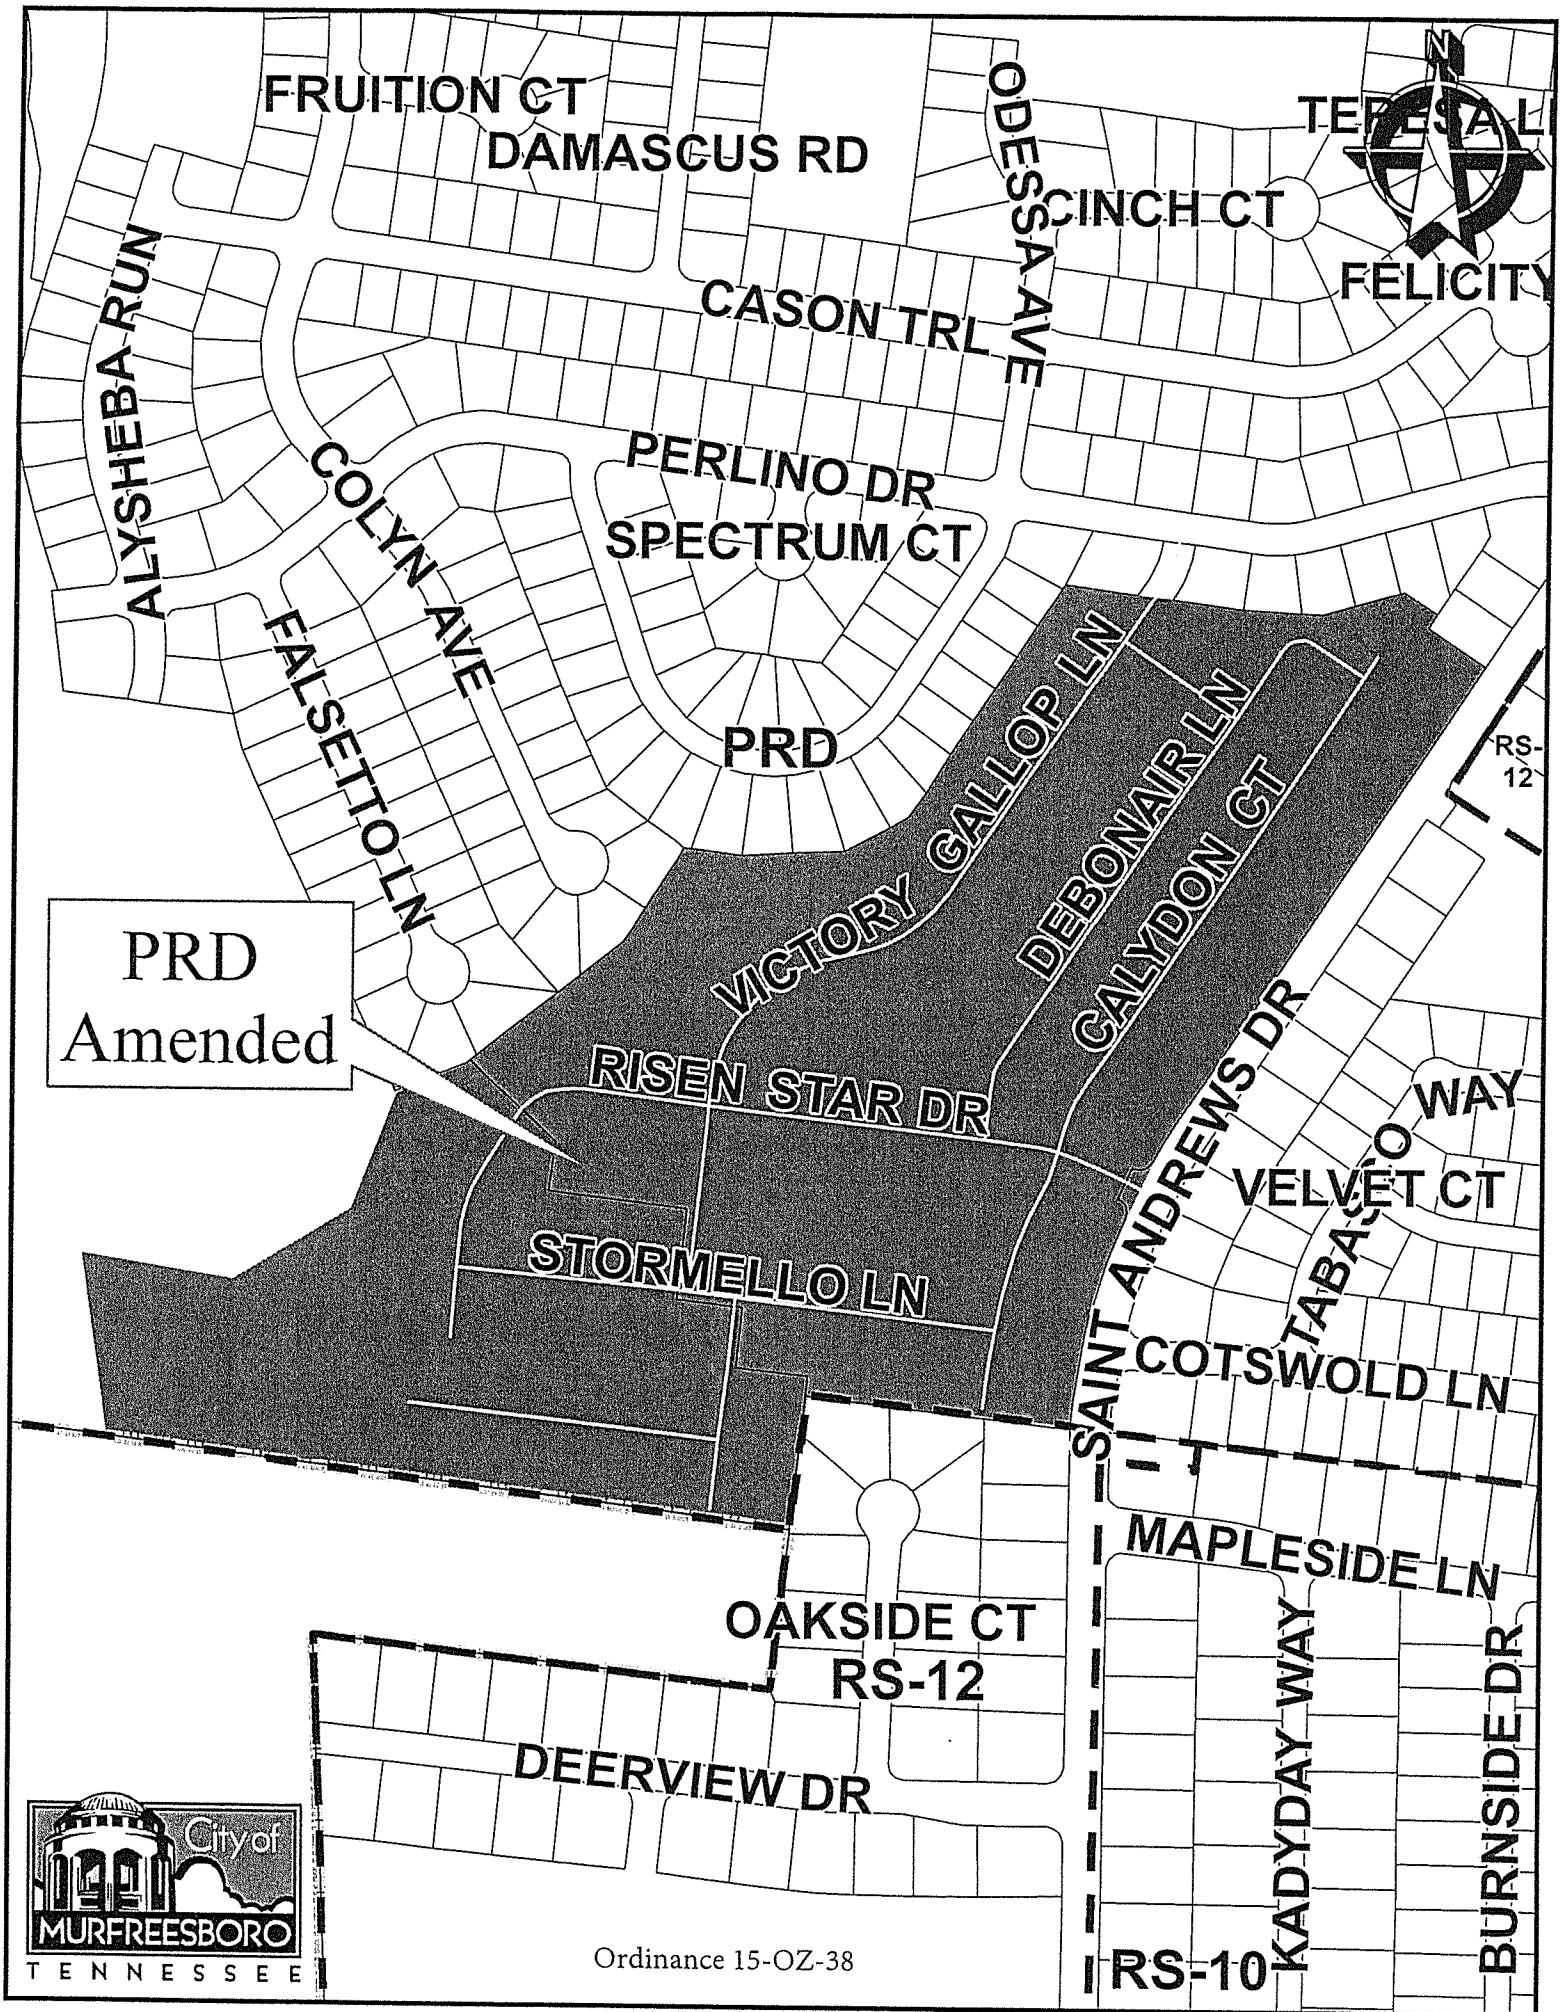 FRUITION CT
DAMASCUS RD
ODESSA AVE
CINCH CT
N
FELICITY
ALYSHEBA RUN
CASON TRL
COLYN AVE
PERLINO DR
SPECTRUM CT
FALSETTO LN
PRD
VICTORY GALLOP LN
DEBONAIR LN
CALYDON CT
RS-
12
PRD
Amended
RISEN STAR DR
SAINT ANDREWS DR
TABASCO WAY
VELVET CT
STORMELLO LN
COTSWOLD LN
MAPLESIDE LN
OAKSIDE CT
RS-12
DEERVIEW DR
KADYDAY WAY
BURNSIDE DR
RS-10
City of
MURFREESBORO
TENNESSEE
Ordinance 15-OZ-38